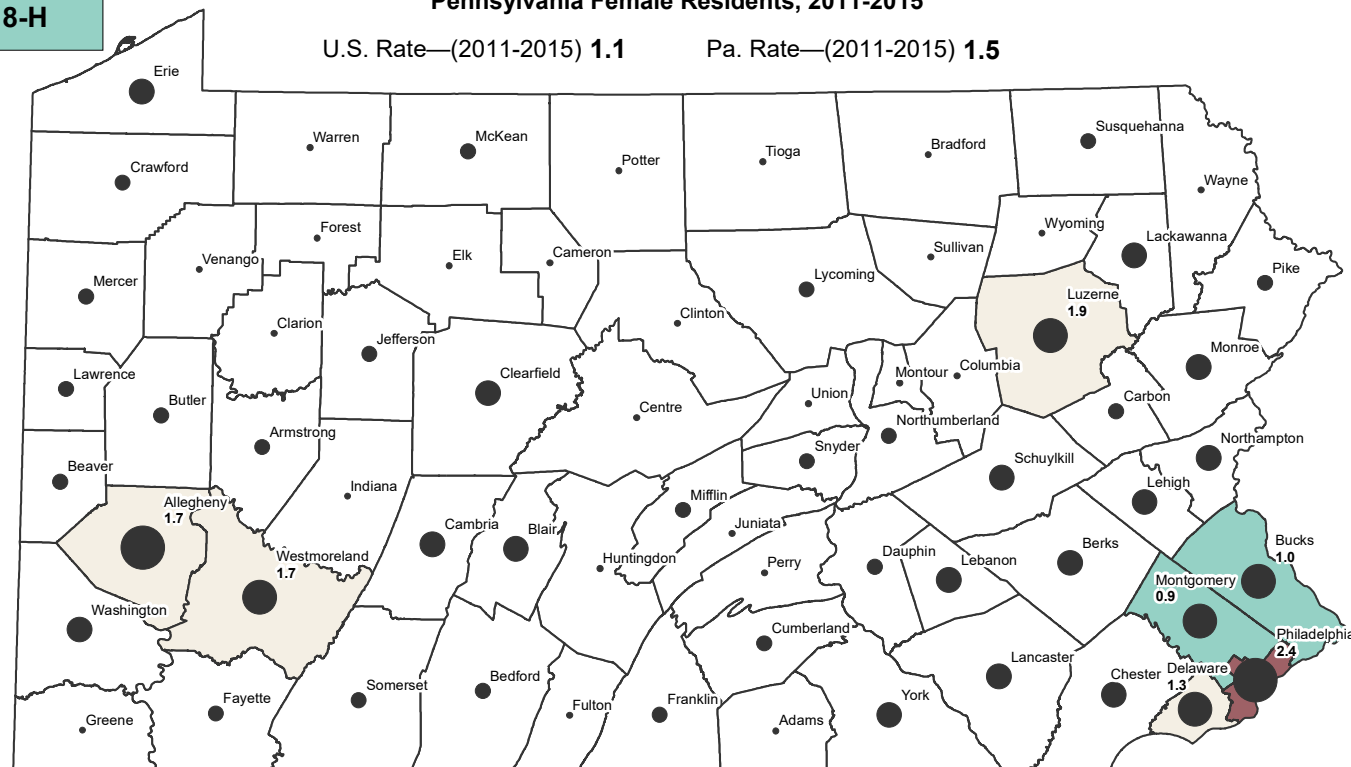 8-H
Pennsylvania Female Residents, 2011-2015
U.S. Rate—(2011-2015) 1.1
Pa. Rate—(2011-2015) 1.5
Erie
Warren
McKean
Potter
Tioga
Bradford
Susquehanna
Crawford
Wayne
Forest
Wyoming
Lackawanna
Venango
Elk
Cameron
Sullivan
Mercer
Lycoming
Pike
Clarion
Clinton
Luzerne
1.9
Jefferson
Monroe
Lawrence
Clearfield
Montour
Columbia
Butler
Centre
Union
Carbon
Armstrong
Northumberland
Northampton
Beaver
Snyder
Schuylkill
Indiana
Mifflin
Lehigh
Allegheny
1.7
Cambria
Blair
Juniata
Westmoreland
1.7
Huntingdon
Perry
Dauphin
Lebanon
Berks
Bucks
1.0
Montgomery
0.9
Washington
Cumberland
Philadelphia
2.4
Lancaster
Chester
Delaware
1.3
Somerset
Bedford
Fayette
Fulton
Franklin
York
Greene
Adams